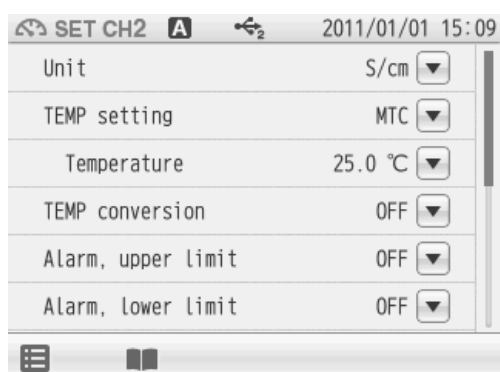 SET CH2 A 2 2011/01/01 15:09
Unit S/cm
TEMP setting MTC
Temperature 25.0 ℃
TEMP conversion OFF
Alarm, upper limit OFF
Alarm, lower limit OFF